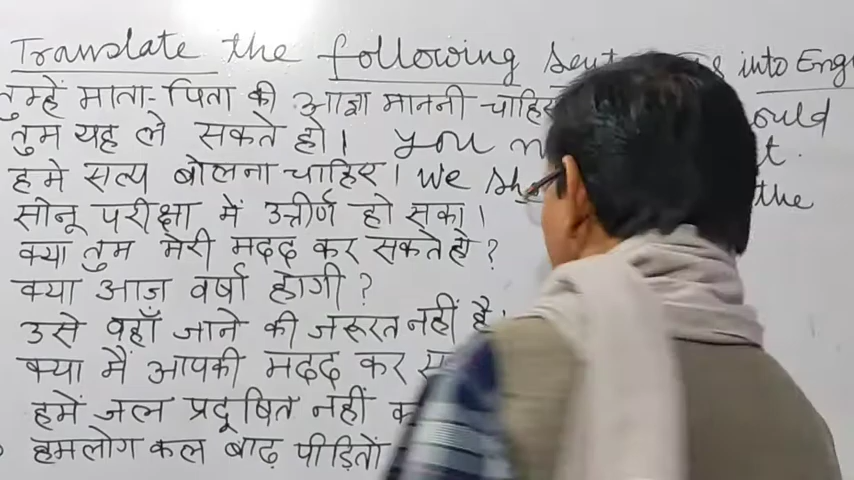 Translate the following into Eng
तुम्हें माता-पिता की आज्ञा माननी चाहिए ould
तुम यह ले सकते हो। you
हमे सत्य बोलना चाहिए। we the
सोनू परीक्षा में उत्तीर्ण हो सका।
क्या तुम मेरी मदद कर सकते हो?
क्या आज वर्षा होगी?
उसे वहाँ जाने की जरूरत नहीं है।
क्या मैं आपकी मदद कर
हमें जल प्रदूषित नहीं
हमलोग कल बाढ़ पीड़ितों